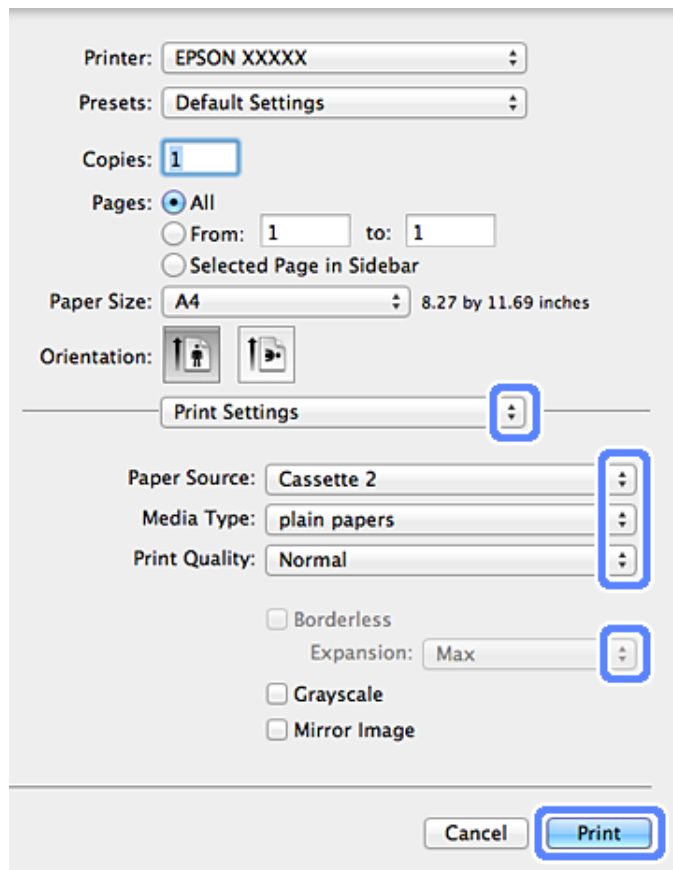 Printer: EPSON XXXXX
Presets: Default Settings
Copies: 1
Pages: All
From: 1 to: 1
Selected Page in Sidebar
Paper Size: A4 8.27 by 11.69 inches
Orientation:
Print Settings
Paper Source: Cassette 2
Media Type: plain papers
Print Quality: Normal
Borderless
Expansion: Max
Grayscale
Mirror Image
Cancel Print